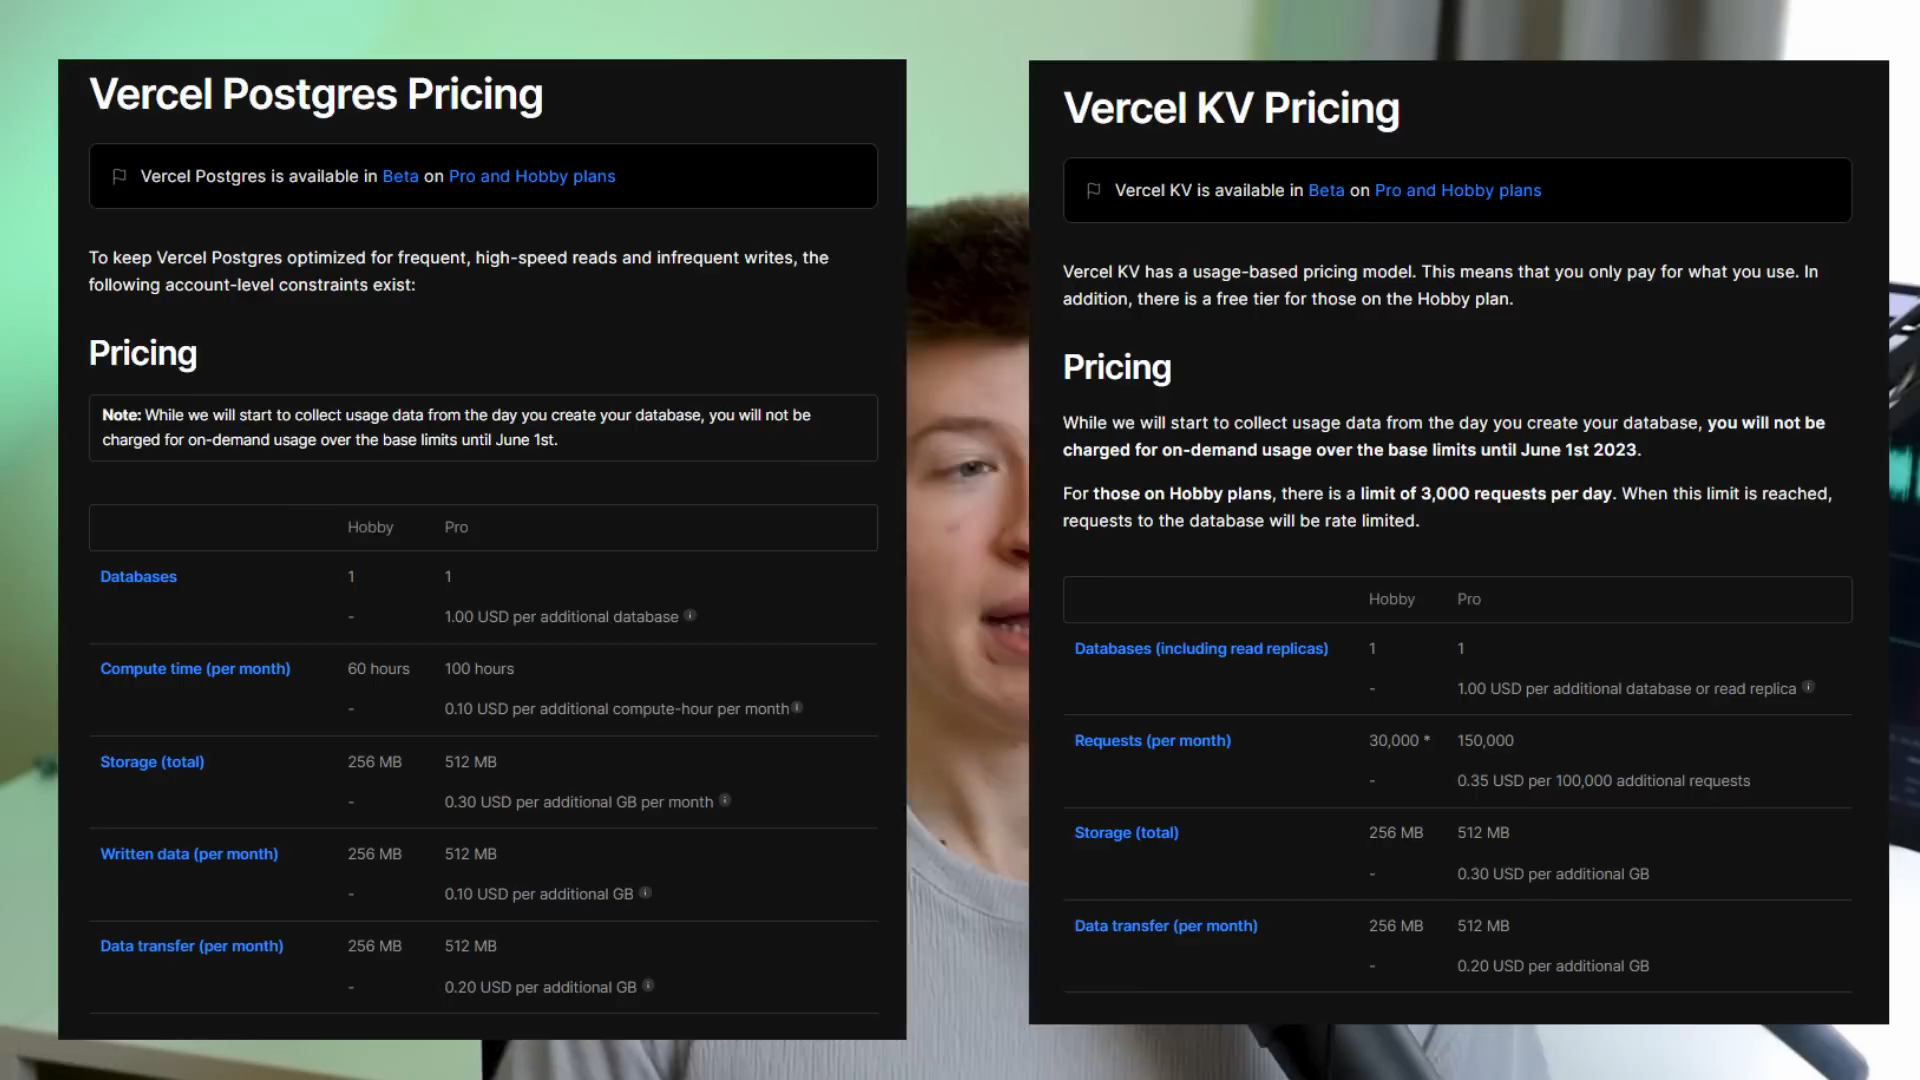 Vercel Postgres Pricing
Vercel Postgres is available in Beta on Pro and Hobby plans
To keep Vercel Postgres optimized for frequent, high-speed reads and infrequent writes, the
following account-level constraints exist:
Pricing
Note: While we will start to collect usage data from the day you create your database, you will not be
charged for on-demand usage over the base limits until June 1st.
Hobby Pro
Databases 1 1
- 1.00 USD per additional database
Compute time (per month) 60 hours 100 hours
- 0.10 USD per additional compute-hour per month
Storage (total) 256 MB 512 MB
- 0.30 USD per additional GB per month
Written data (per month) 256 MB 512 MB
- 0.10 USD per additional GB
Data transfer (per month) 256 MB 512 MB
- 0.20 USD per additional GB
Vercel KV Pricing
Vercel KV is available in Beta on Pro and Hobby plans
Vercel KV has a usage-based pricing model. This means that you only pay for what you use. In
addition, there is a free tier for those on the Hobby plan.
Pricing
While we will start to collect usage data from the day you create your database, you will not be
charged for on-demand usage over the base limits until June 1st 2023.
For those on Hobby plans, there is a limit of 3,000 requests per day. When this limit is reached,
requests to the database will be rate limited.
Hobby Pro
Databases (including read replicas) 1 1
- 1.00 USD per additional database or read replica
Requests (per month) 30,000 * 150,000
- 0.35 USD per 100,000 additional requests
Storage (total) 256 MB 512 MB
- 0.30 USD per additional GB
Data transfer (per month) 256 MB 512 MB
- 0.20 USD per additional GB